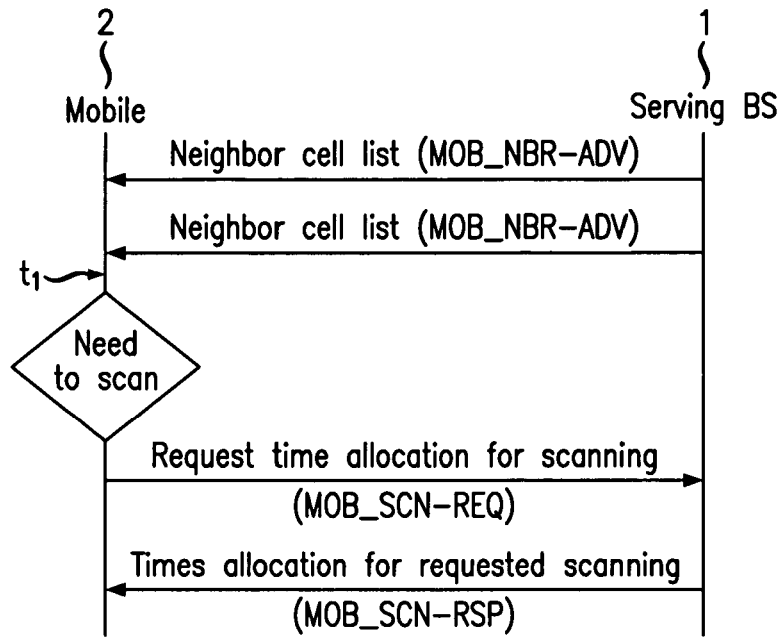 2
1
Mobile
Serving BS
Neighbor cell list (MOB_NBR-ADV)
Neighbor cell list (MOB_NBR-ADV)
t1
Need
to scan
Request time allocation for scanning
(MOB_SCN-REQ)
Times allocation for requested scanning
(MOB_SCN-RSP)